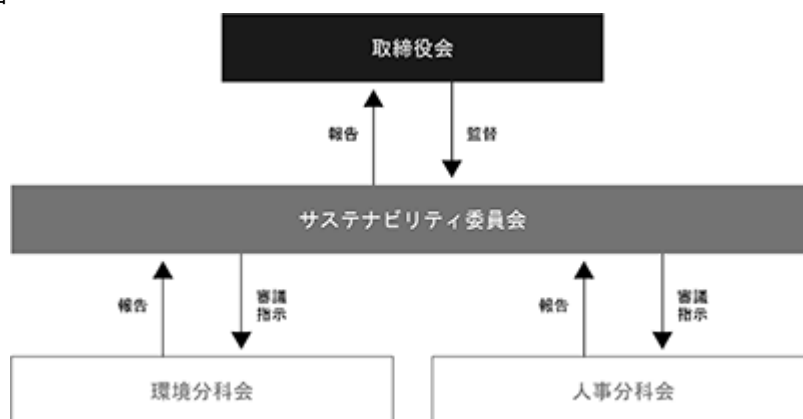 取締役会
報告
監督
サステナビリティ委員会
報告
審議
指示
報告
審議
指示
環境分科会
人事分科会